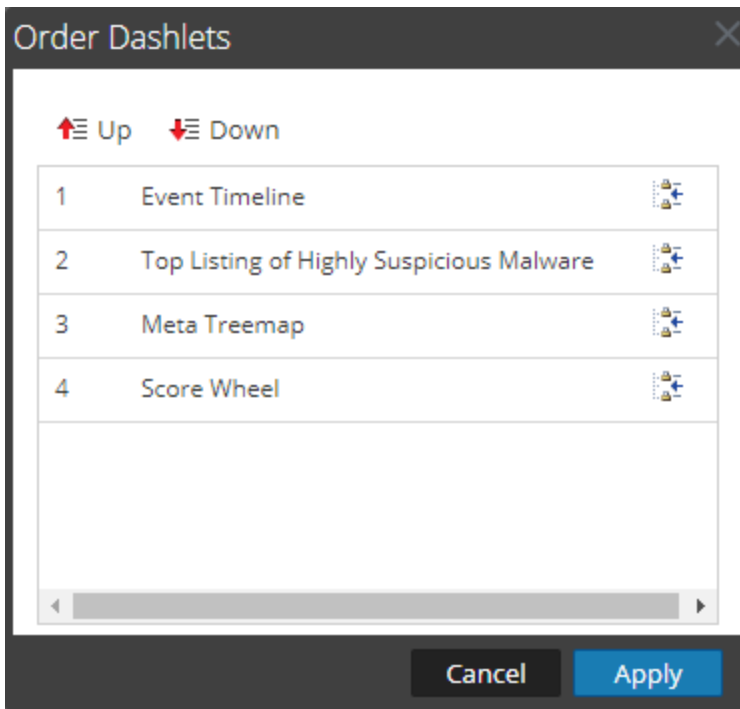 Order Dashlets
Up Down
1 Event Timeline
2 Top Listing of Highly Suspicious Malware
3 Meta Treemap
4 Score Wheel
Cancel Apply